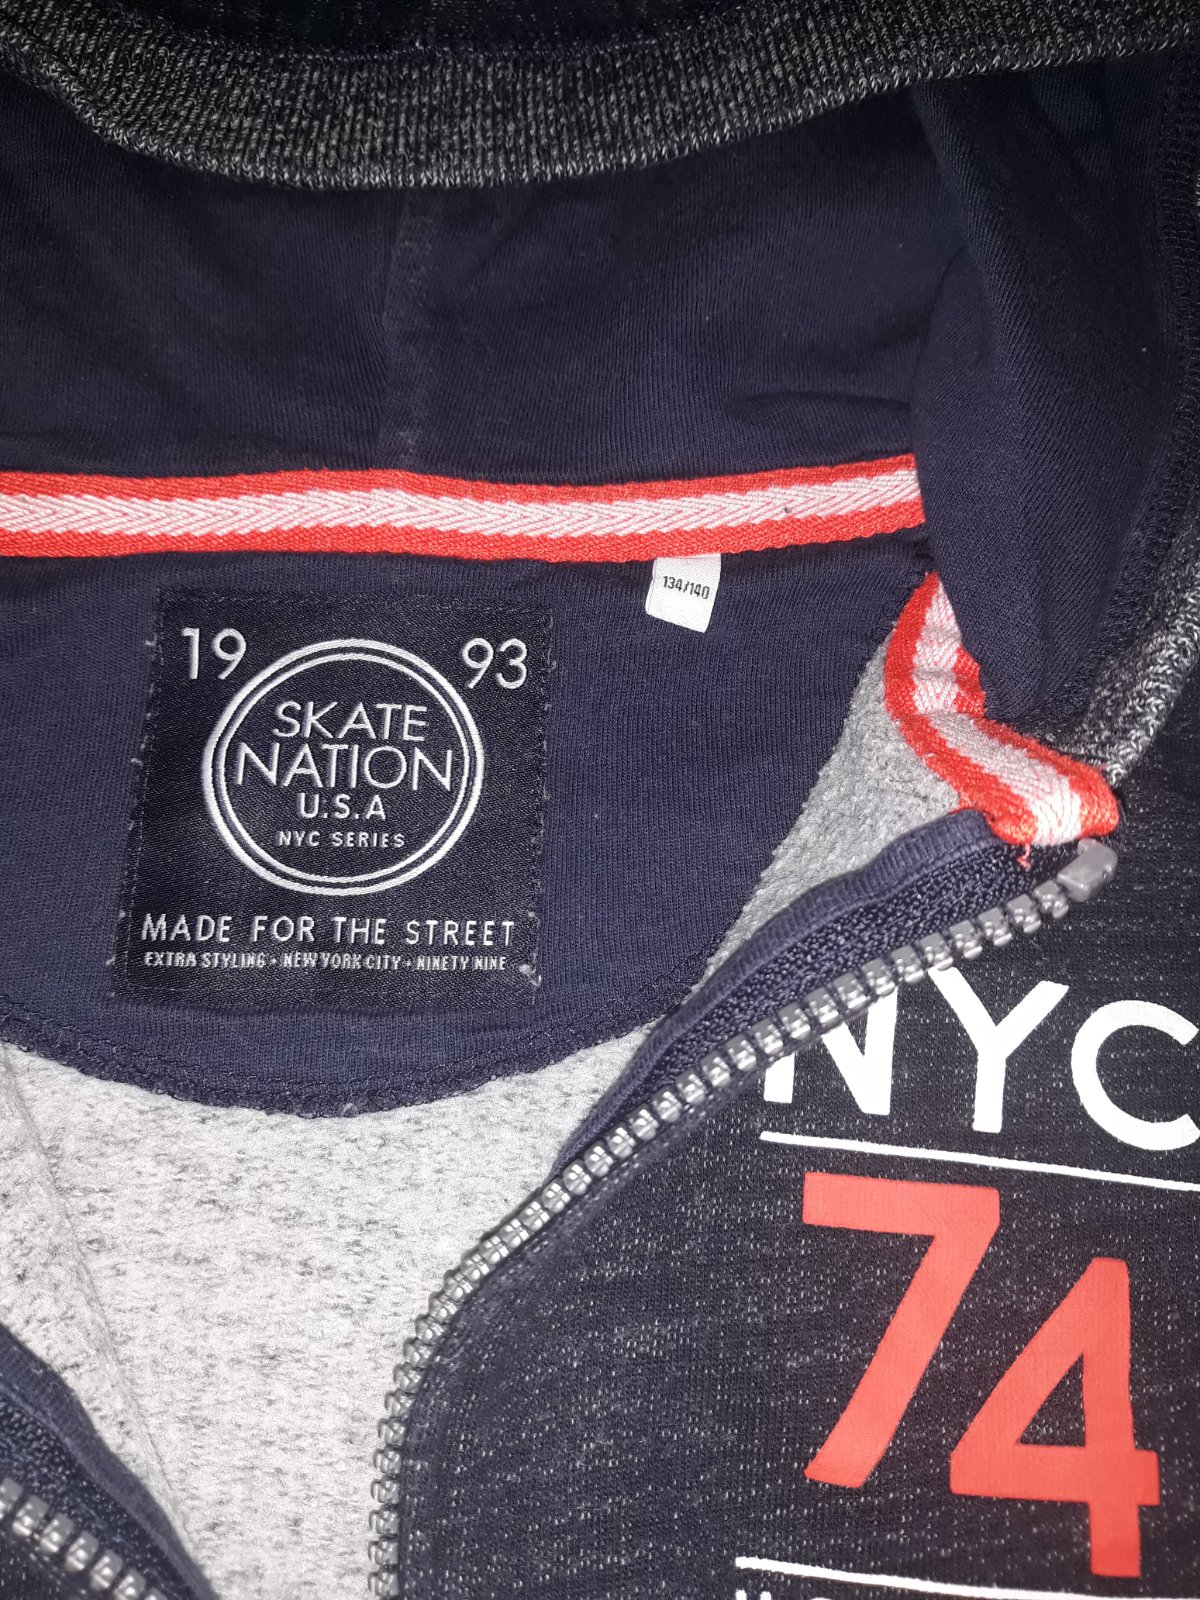 134/140
19 93
SKATE
NATION
U.S.A
NYC SERIES
MADE FOR THE STREET
EXTRA STYLING • NEW YORK CITY • NINETY NINE
NYC
74